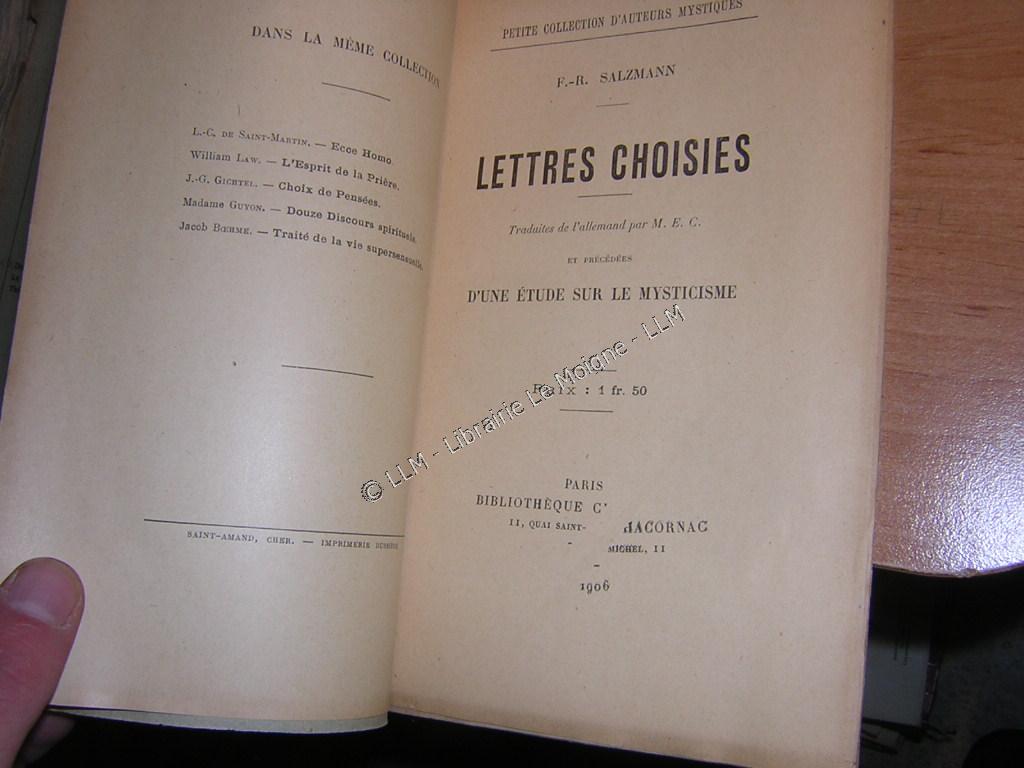 DANS LA MÊME COLLECTION
L.-C. DE SAINT-MARTIN. — Ecce Homo.
William LAW. — L'Esprit de la Prière.
J.-G. GICHTEL. — Choix de Pensées.
Madame GUYON. — Douze Discours spirituels.
Jacob BŒHME. — Traité de la vie supersensuelle.
SAINT-AMAND, CHER. — IMPRIMERIE
PETITE COLLECTION D'AUTEURS MYSTIQUES
F.-R. SALZMANN
LETTRES CHOISIES
Traduites de l'allemand par M. E. C.
ET PRÉCÉDÉES
D'UNE ÉTUDE SUR LE MYSTICISME
Prix : 1 fr. 50
PARIS
BIBLIOTHÈQUE C HACORNAC
11, QUAI SAINT- MICHEL, 11
1906
© LLM - Librairie Le Moigne - LLM